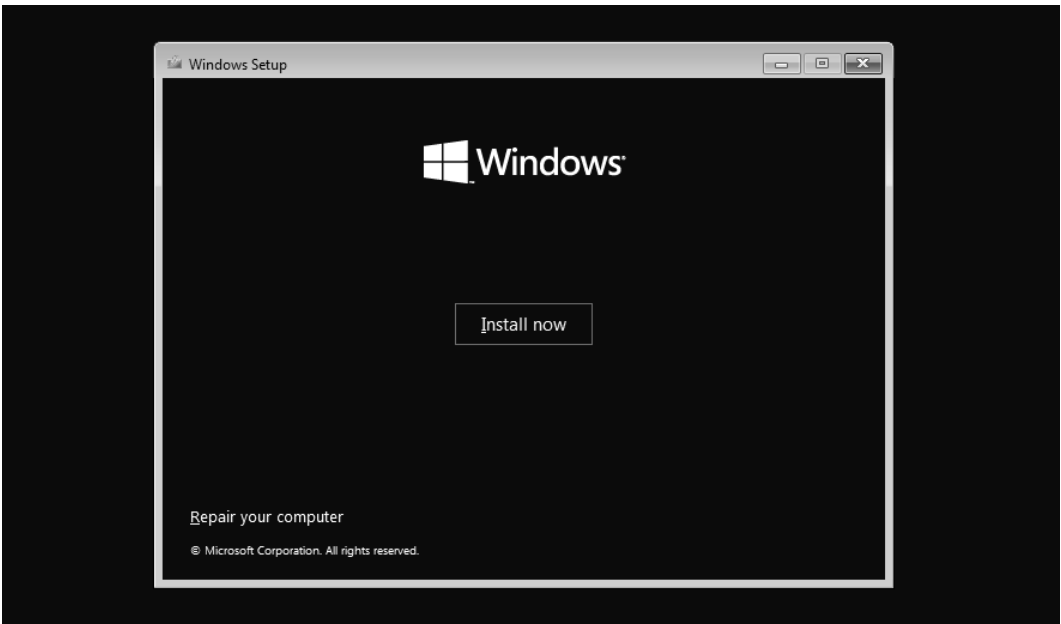 Windows Setup
Windows
Install now
Repair your computer
© Microsoft Corporation. All rights reserved.